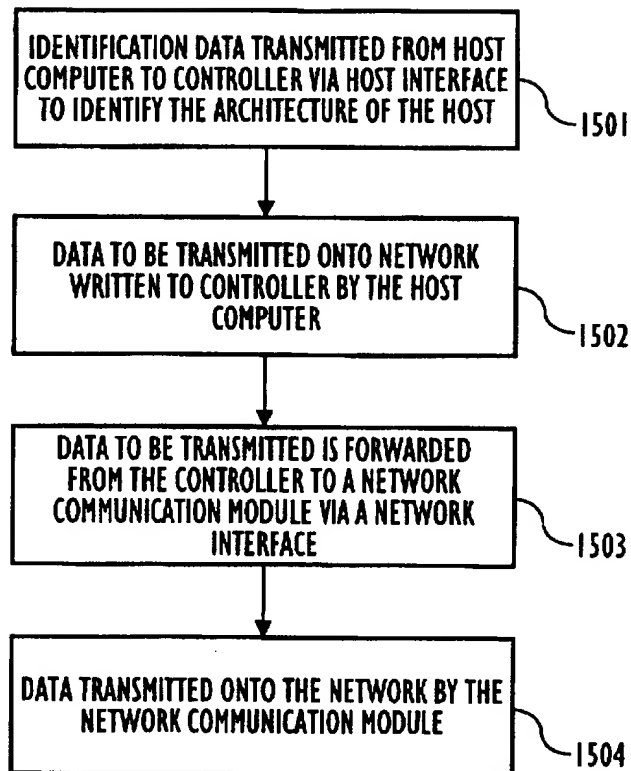 IDENTIFICATION DATA TRANSMITTED FROM HOST
COMPUTER TO CONTROLLER VIA HOST INTERFACE
TO IDENTIFY THE ARCHITECTURE OF THE HOST
1501
DATA TO BE TRANSMITTED ONTO NETWORK
WRITTEN TO CONTROLLER BY THE HOST
COMPUTER
1502
DATA TO BE TRANSMITTED IS FORWARDED
FROM THE CONTROLLER TO A NETWORK
COMMUNICATION MODULE VIA A NETWORK
INTERFACE
1503
DATA TRANSMITTED ONTO THE NETWORK BY THE
NETWORK COMMUNICATION MODULE
1504